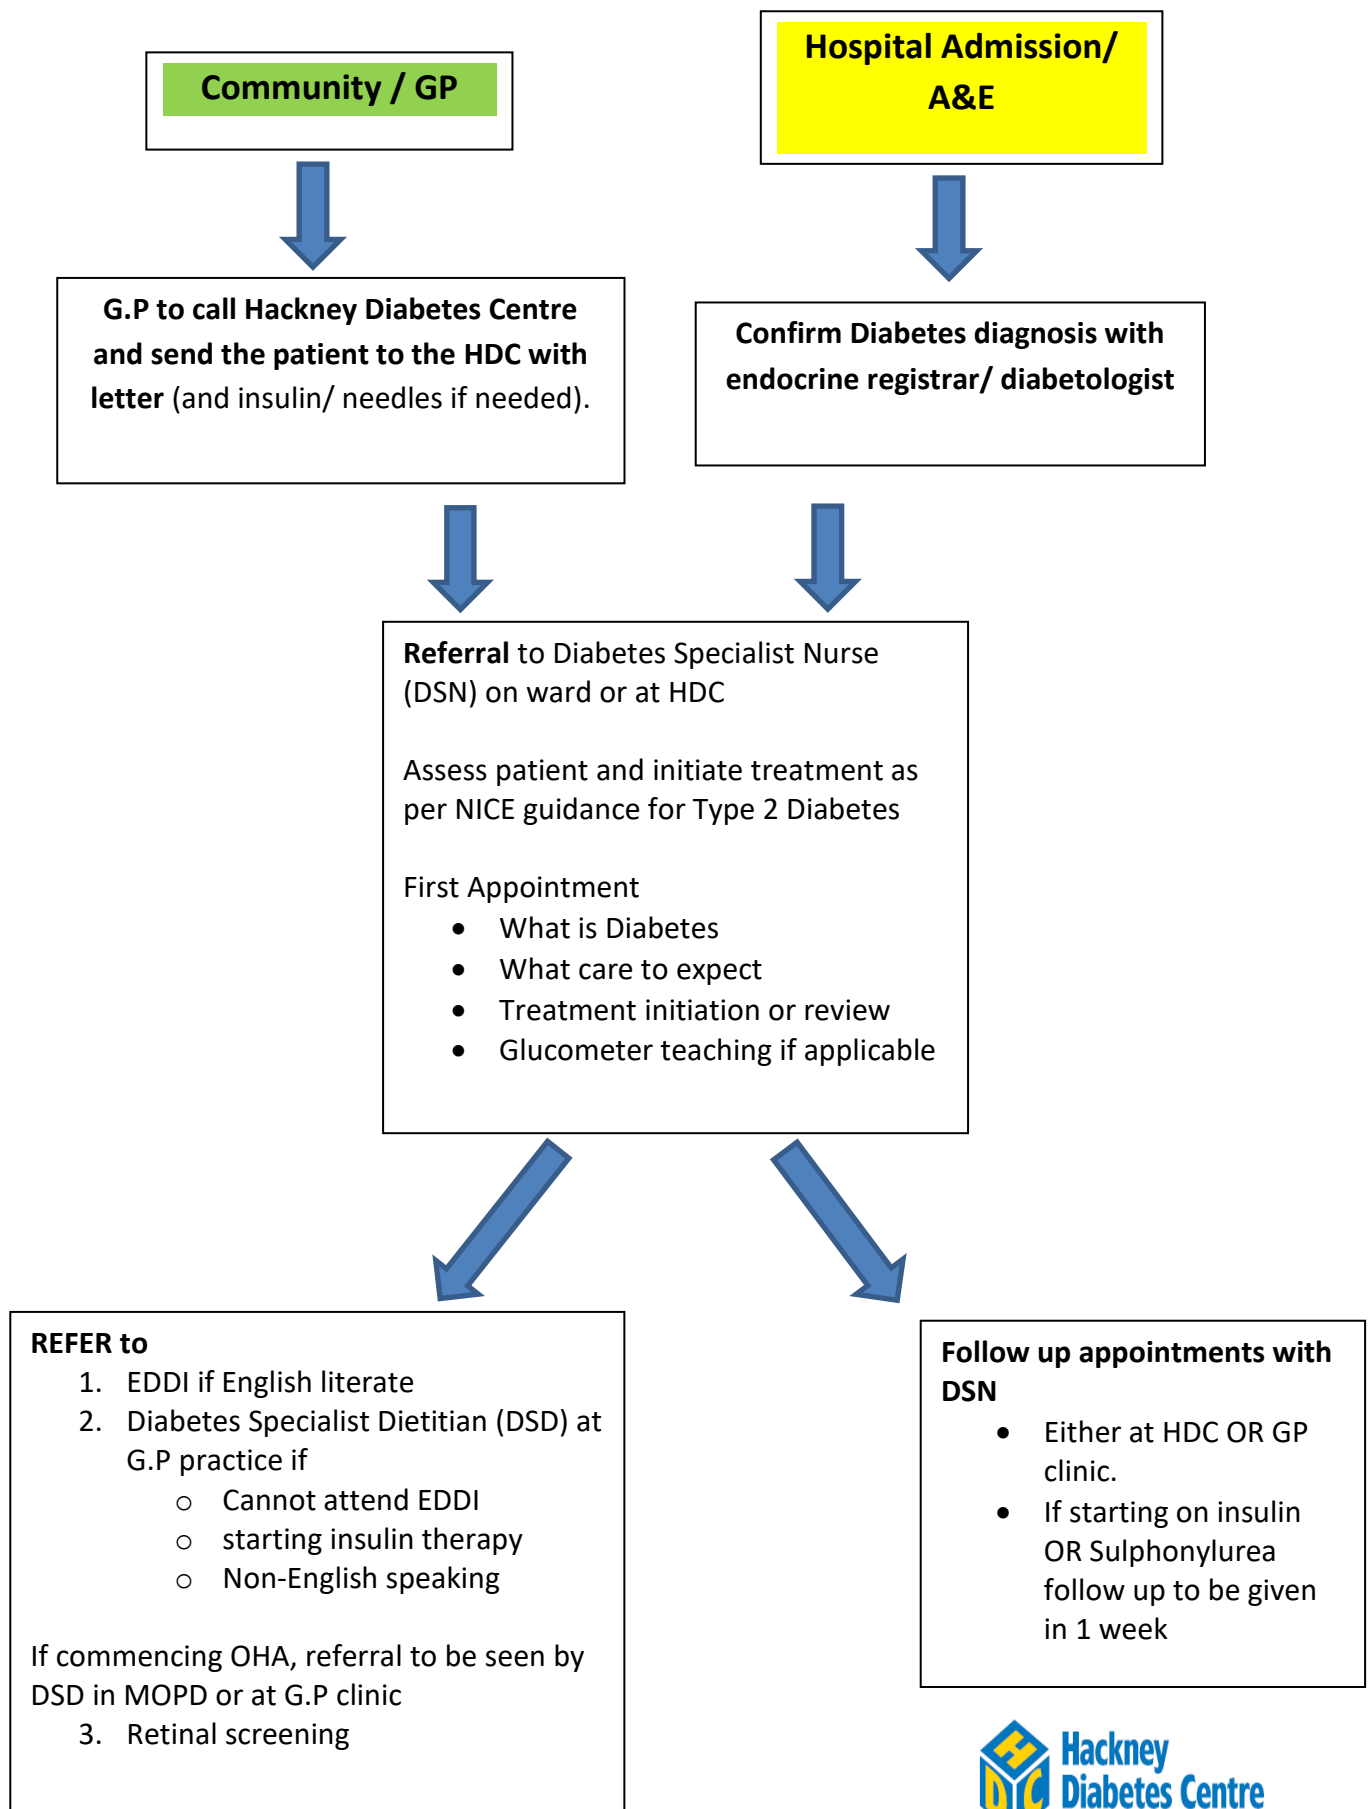 Community / GP
Hospital Admission/
A&E
G.P to call Hackney Diabetes Centre
and send the patient to the HDC with
letter (and insulin/ needles if needed).
Confirm Diabetes diagnosis with
endocrine registrar/ diabetologist
Referral to Diabetes Specialist Nurse
(DSN) on ward or at HDC
Assess patient and initiate treatment as
per NICE guidance for Type 2 Diabetes
First Appointment
• What is Diabetes
• What care to expect
• Treatment initiation or review
• Glucometer teaching if applicable
REFER to
1. EDDI if English literate
2. Diabetes Specialist Dietitian (DSD) at
G.P practice if
o Cannot attend EDDI
o starting insulin therapy
o Non-English speaking
If commencing OHA, referral to be seen by
DSD in MOPD or at G.P clinic
3. Retinal screening
Follow up appointments with
DSN
• Either at HDC OR GP
clinic.
• If starting on insulin
OR Sulphonylurea
follow up to be given
in 1 week
HDC
Hackney
Diabetes Centre